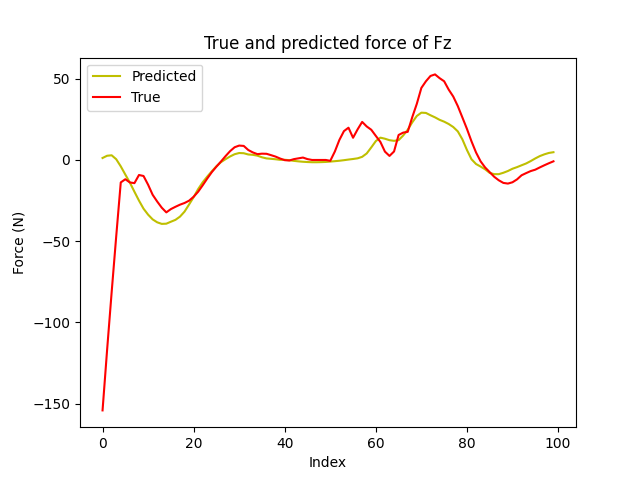 True and predicted force of Fz
Predicted
True
50
0
−50
−100
−150
Force (N)
0 20 40 60 80 100
Index